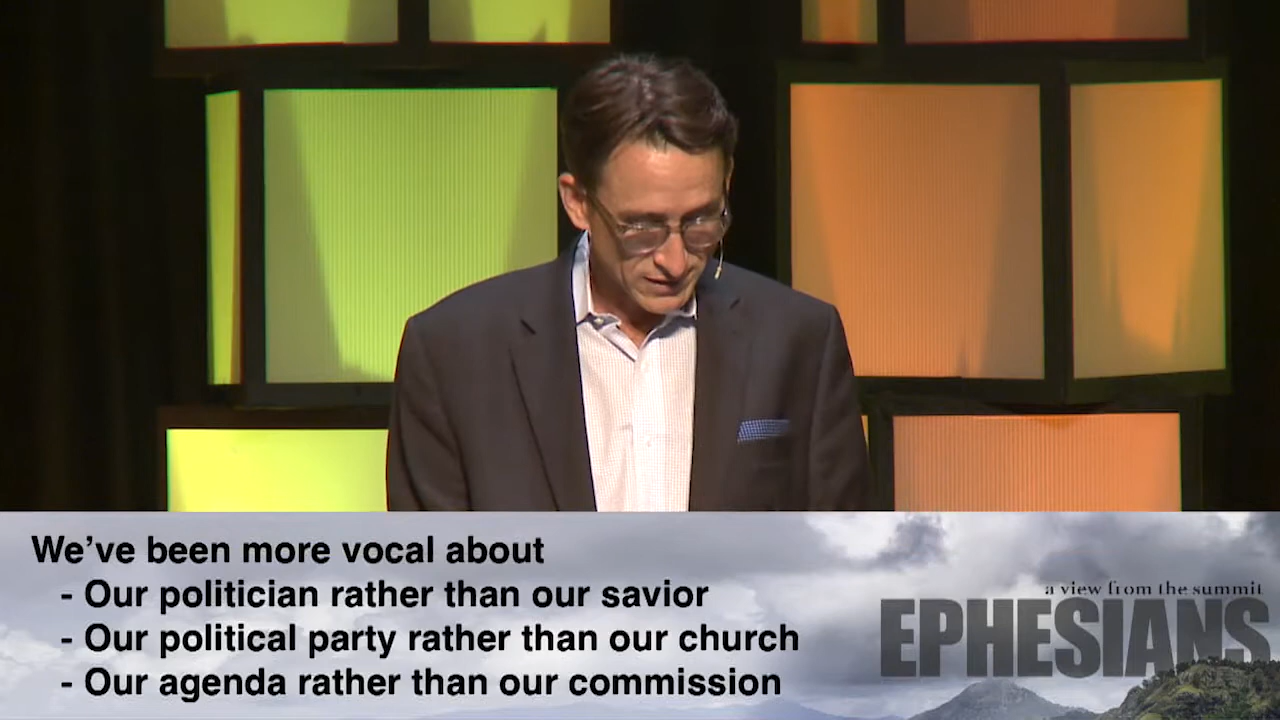 We've been more vocal about
- Our politician rather than our savior
- Our political party rather than our church
- Our agenda rather than our commission
a view from the summit
EPHESIANS